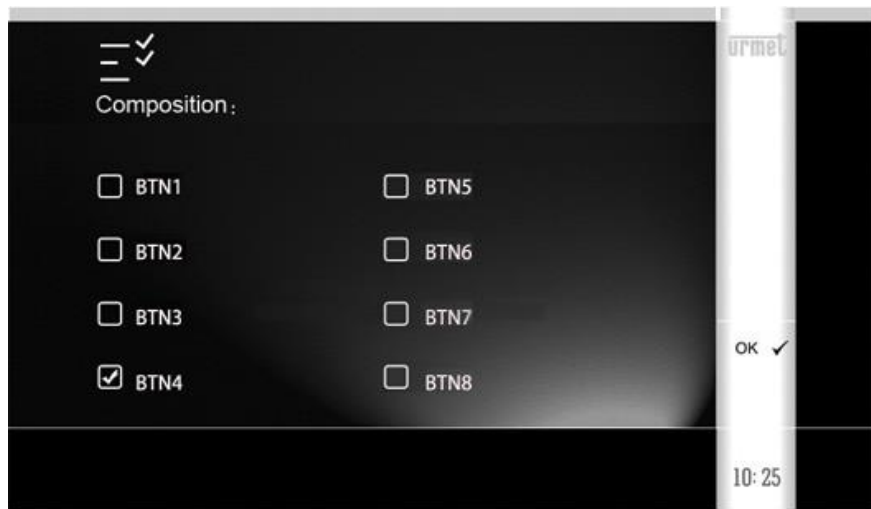 urmet
Composition:
BTN1
BTN2
BTN3
BTN4
BTN5
BTN6
BTN7
BTN8
OK
10:25